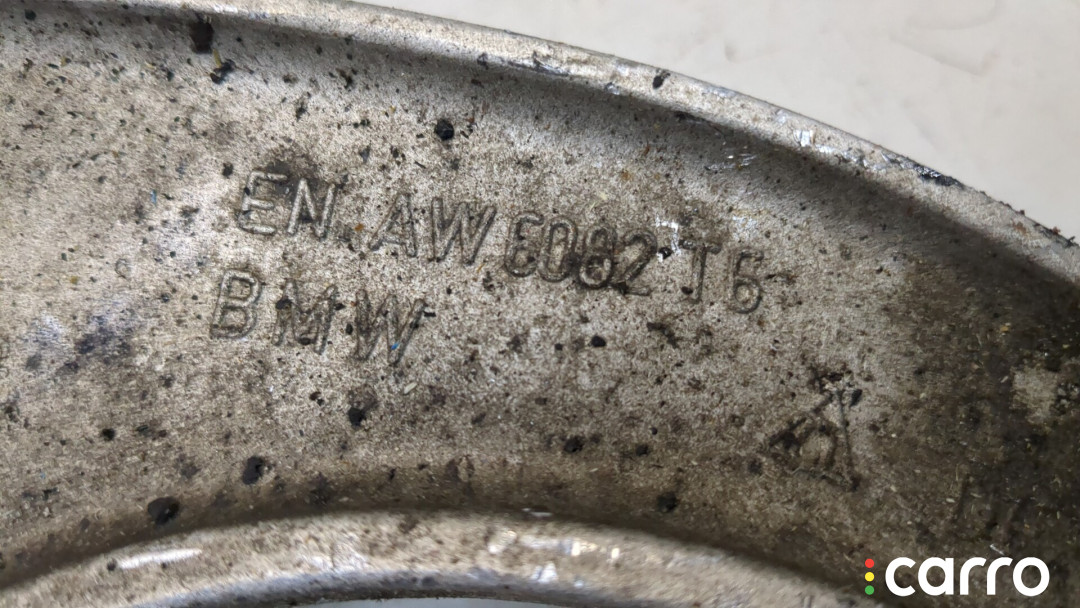 EN AW 6082 T6
BMW
carro